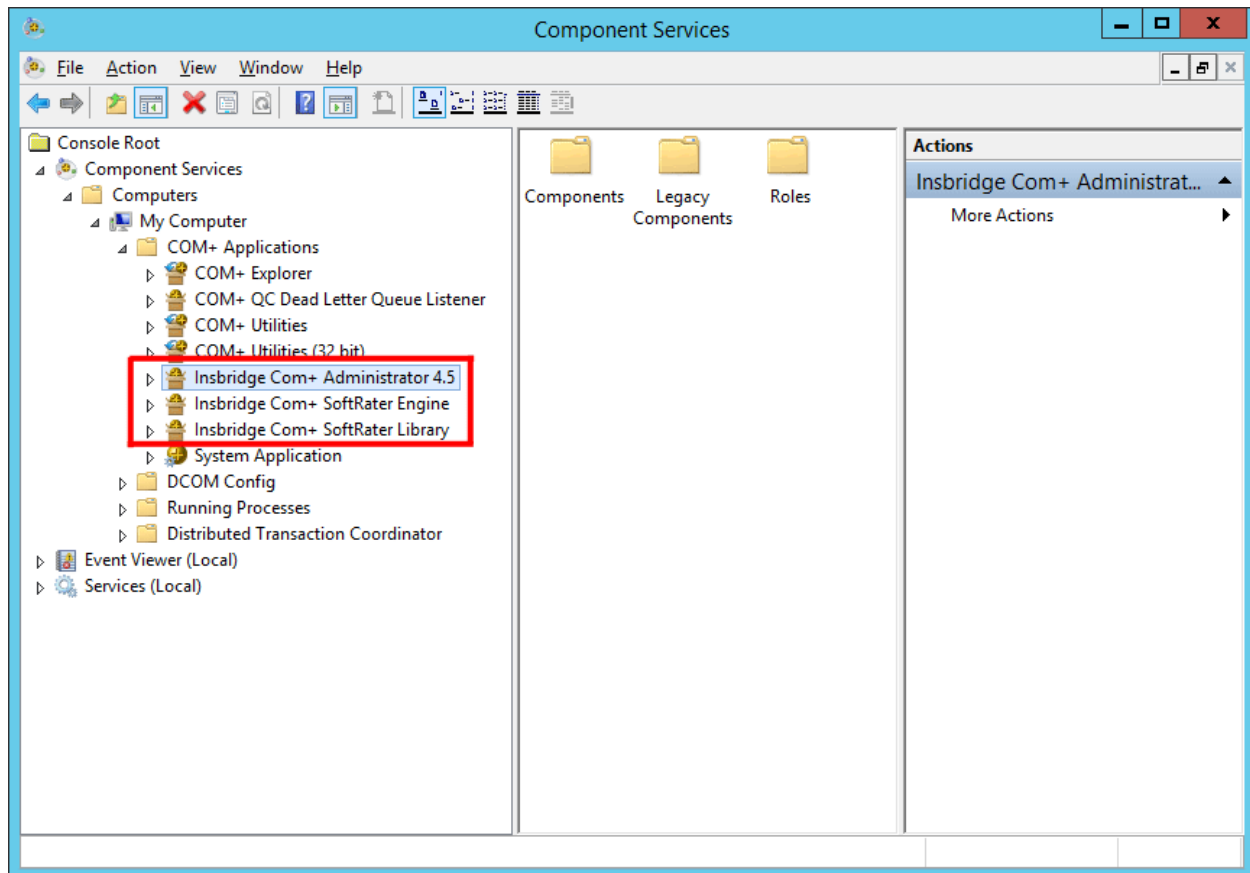 Component Services
File Action View Window Help
Console Root
Component Services
Computers
My Computer
COM+ Applications
COM+ Explorer
COM+ QC Dead Letter Queue Listener
COM+ Utilities
COM+ Utilities (32 bit)
Insbridge Com+ Administrator 4.5
Insbridge Com+ SoftRater Engine
Insbridge Com+ SoftRater Library
System Application
DCOM Config
Running Processes
Distributed Transaction Coordinator
Event Viewer (Local)
Services (Local)
Components
Legacy
Components
Roles
Actions
Insbridge Com+ Administrat...
More Actions